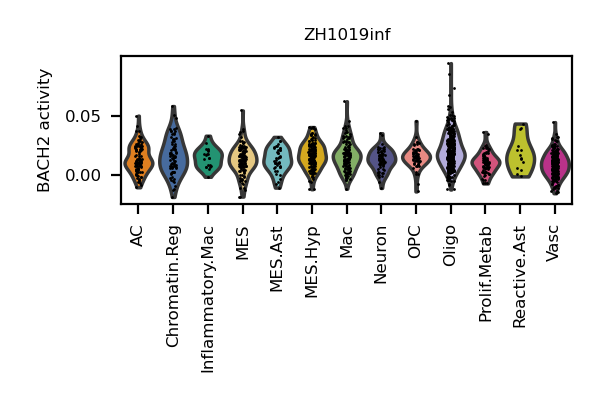 ZH1019inf
BACH2 activity
0.05
0.00
AC
Chromatin.Reg
Inflammatory.Mac
MES
MES.Ast
MES.Hyp
Mac
Neuron
OPC
Oligo
Prolif.Metab
Reactive.Ast
Vasc